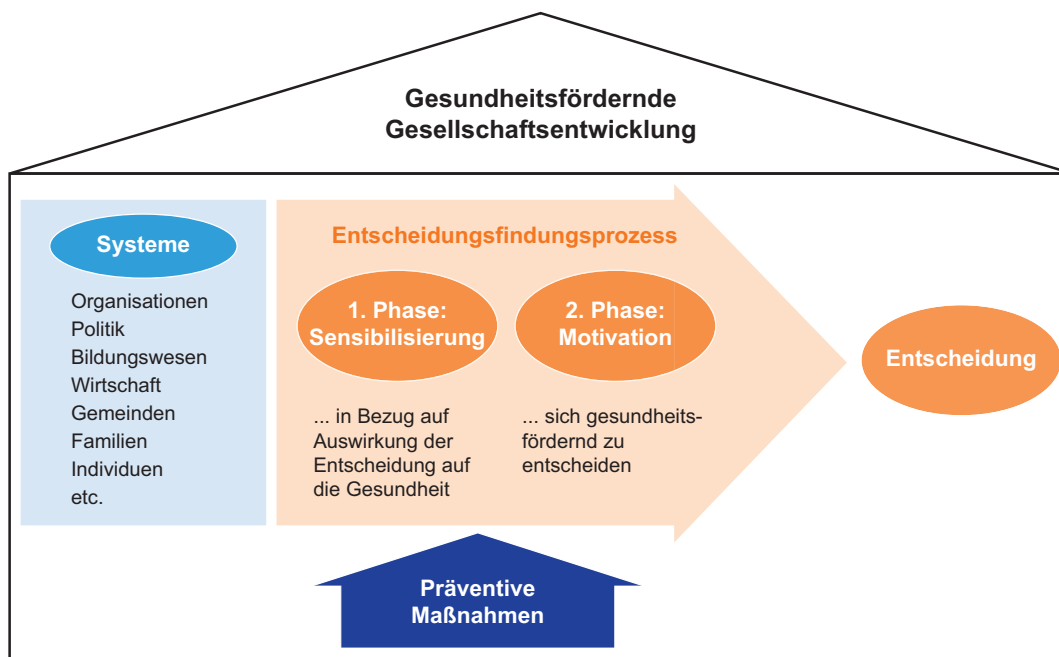 Gesundheitsfördernde
Gesellschaftsentwicklung
Systeme
Organisationen
Politik
Bildungswesen
Wirtschaft
Gemeinden
Familien
Individuen
etc.
Entscheidungsfindungsprozess
1. Phase:
Sensibilisierung
... in Bezug auf
Auswirkung der
Entscheidung auf
die Gesundheit
2. Phase:
Motivation
... sich gesundheits-
fördernd zu
entscheiden
Entscheidung
Präventive
Maßnahmen